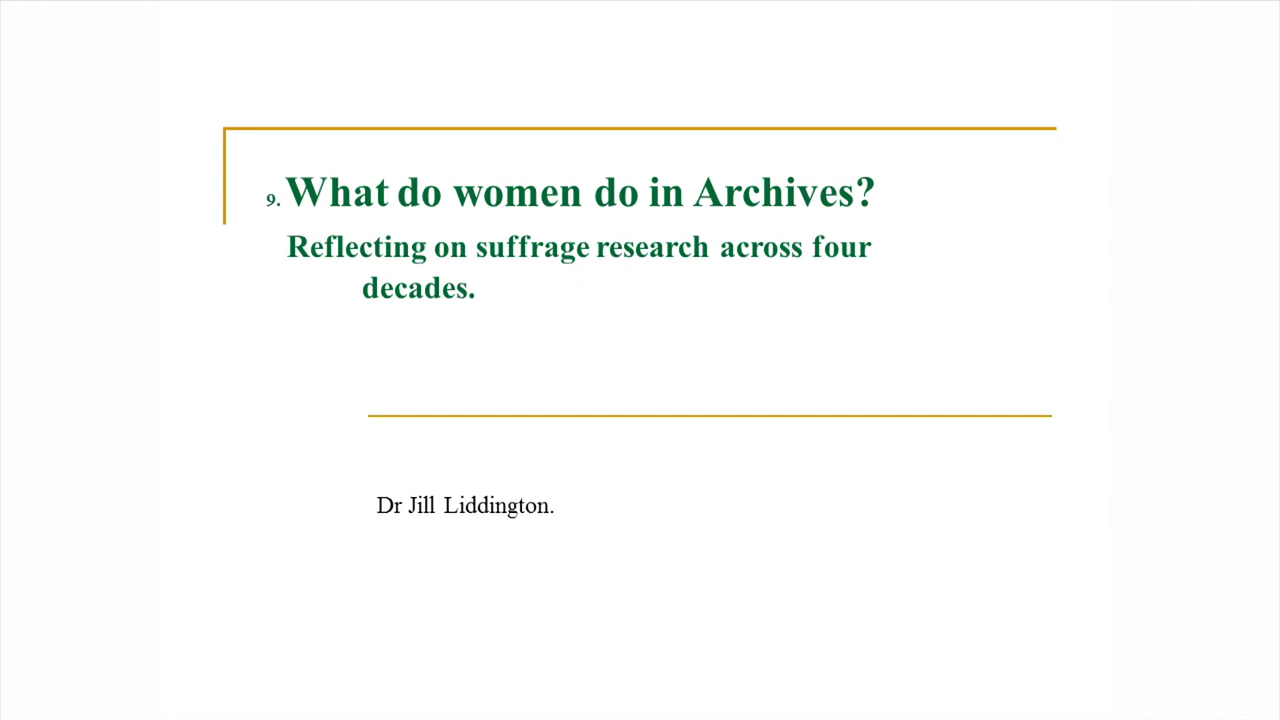 9. What do women do in Archives?
Reflecting on suffrage research across four
decades.
Dr Jill Liddington.